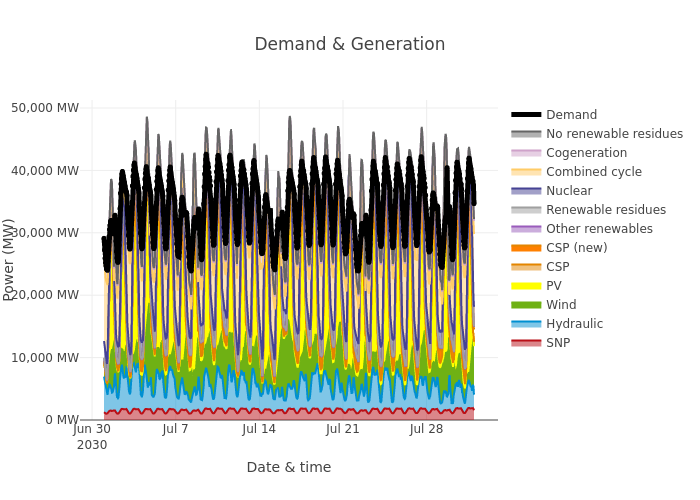 Demand & Generation
50,000 MW
40,000 MW
30,000 MW
20,000 MW
10,000 MW
0 MW
Power (MW)
Jun 30
2030
Jul 7
Jul 14
Jul 21
Jul 28
Date & time
Demand
No renewable residues
Cogeneration
Combined cycle
Nuclear
Renewable residues
Other renewables
CSP (new)
CSP
PV
Wind
Hydraulic
SNP